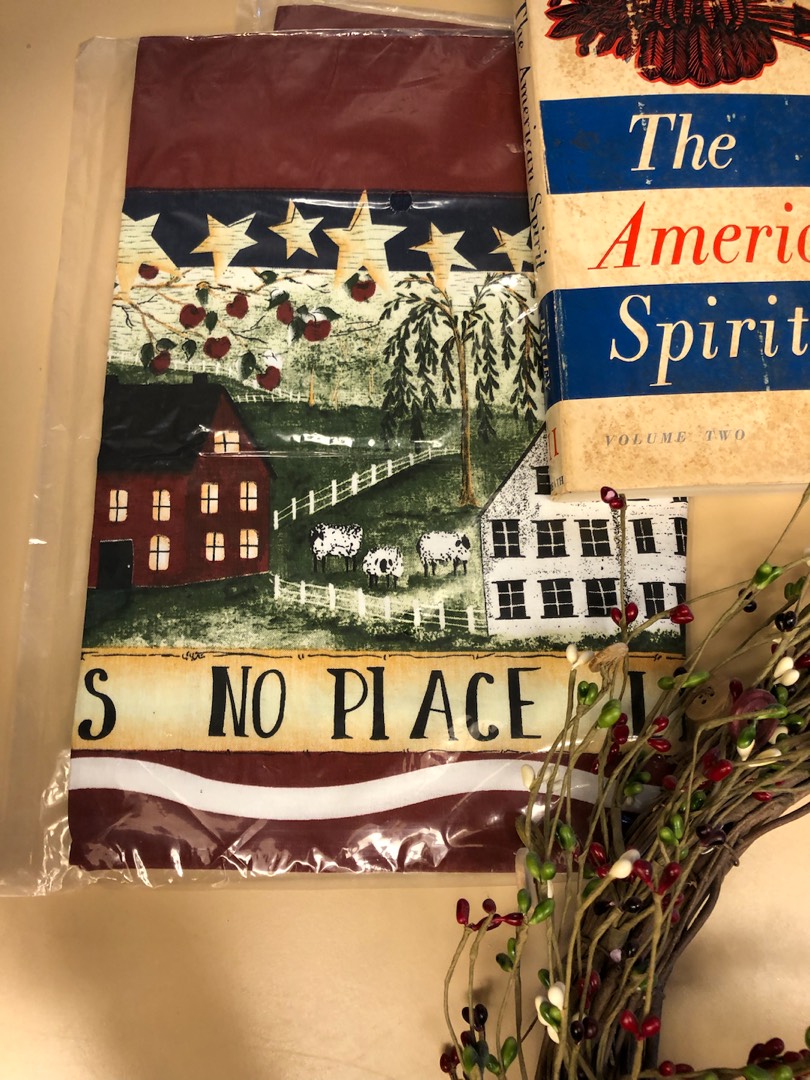 The American Spirit
The
Americ
Spirit
VOLUME TWO
S NO PLACE